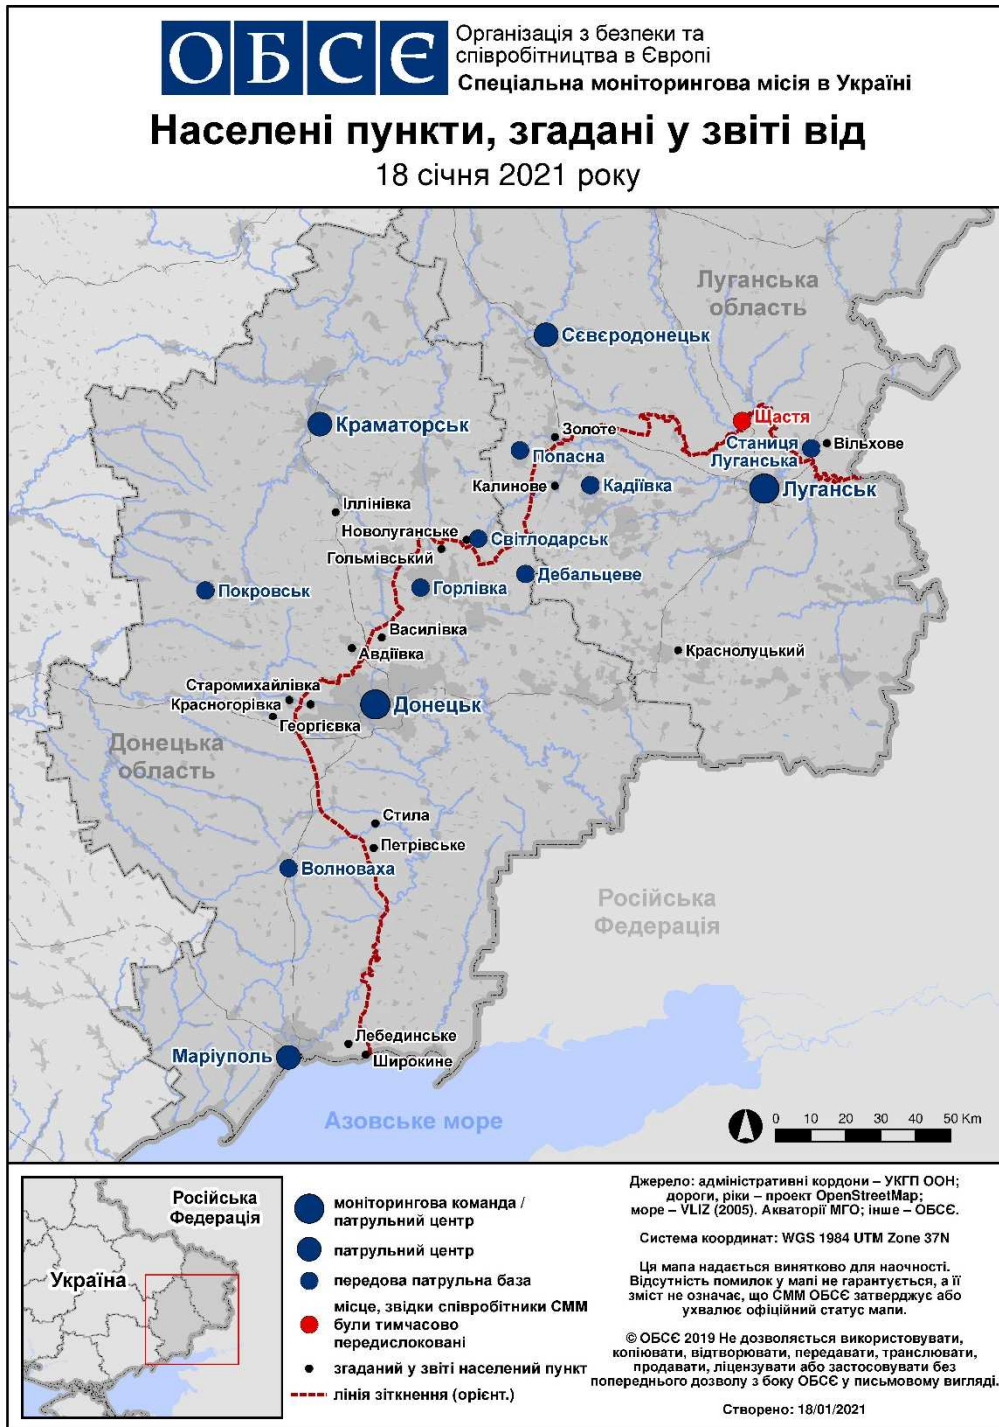 ОБСЄ
Організація з безпеки та
співробітництва в Європі
Спеціальна моніторингова місія в Україні
Населені пункти, згадані у звіті від
18 січня 2021 року
Луганська
область
Сєвєродонецьк
Щастя
Краматорськ
Золоте
Станиця
Луганська
Вільхове
Попасна
Калинове
Кадіївка
Луганськ
Іллінівка
Новолуганське
Світлодарськ
Гольмівський
Дебальцеве
Покровськ
Горлівка
Василівка
Авдіївка
Краснолуцький
Старомихайлівка
Красногорівка
Донецьк
Георгієвка
Донецька
область
Стила
Петрівське
Волноваха
Російська
Федерація
Лебединське
Маріуполь
Широкине
Азовське море
0 10 20 30 40 50 Km
Російська
Федерація
Україна
моніторингова команда /
патрульний центр
патрульний центр
передова патрульна база
місце, звідки співробітники СММ
були тимчасово
передислоковані
згаданий у звіті населений пункт
лінія зіткнення (орієнт.)
Джерело: адміністративні кордони – УКГП ООН;
дороги, ріки – проект OpenStreetMap;
море – VLIZ (2005). Акваторії МГО; інше – ОБСЄ.
Система координат: WGS 1984 UTM Zone 37N
Ця мапа надається винятково для наочності.
Відсутність помилок у мапі не гарантується, а її
зміст не означає, що СММ ОБСЄ затверджує або
ухвалює офіційний статус мапи.
© ОБСЄ 2019 Не дозволяється використовувати,
копіювати, відтворювати, передавати, транслювати,
продавати, ліцензувати або застосовувати без
попереднього дозволу з боку ОБСЄ у письмовому вигляді.
Створено: 18/01/2021